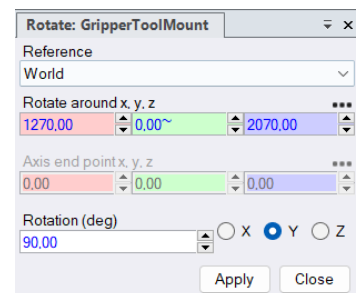 Rotate: GripperToolMount
Reference
World
Rotate around x, y, z
1270,00 0,00~ 2070,00
Axis end point x, y, z
0,00 0,00 0,00
Rotation (deg)
90,00 X Y Z
Apply Close